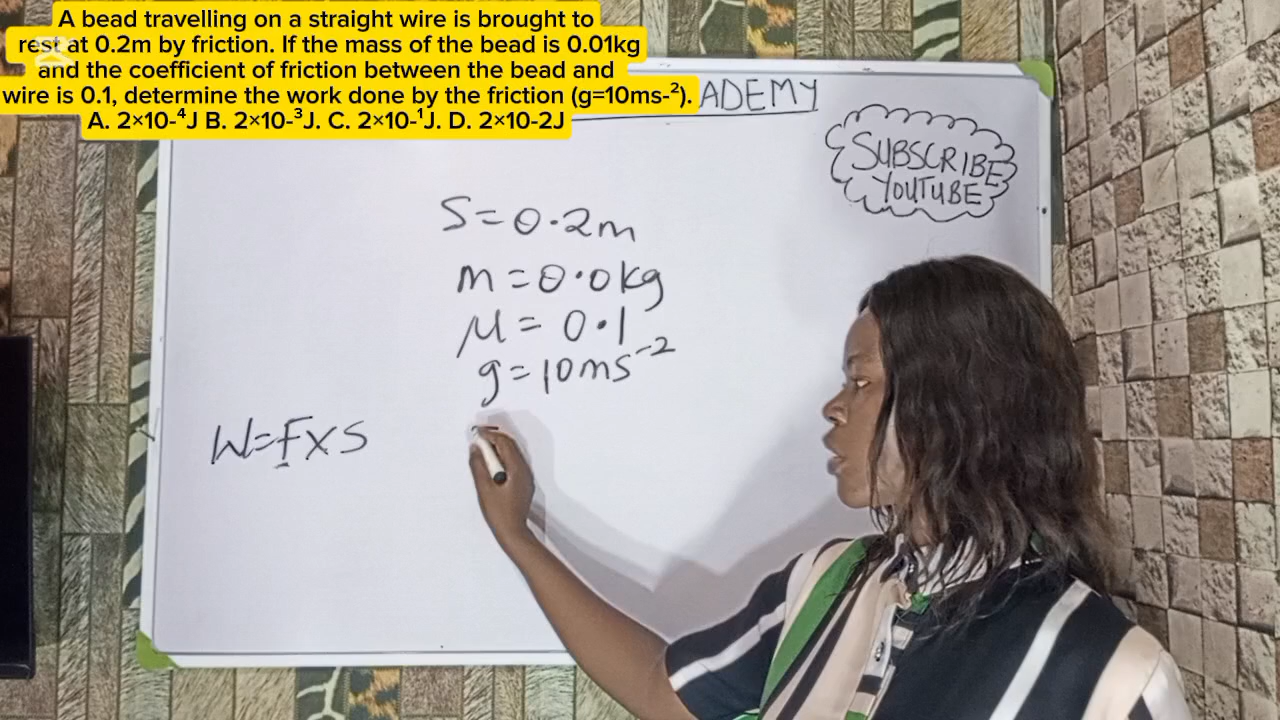 A bead travelling on a straight wire is brought to
rest at 0.2m by friction. If the mass of the bead is 0.01kg
and the coefficient of friction between the bead and
wire is 0.1, determine the work done by the friction (g=10ms-²).
A. 2×10-⁴J B. 2×10-³J. C. 2×10-¹J. D. 2×10-2J
ADEMY
SUBSCRIBE
YOUTUBE
S=0.2m
m=0.0kg
μ=0.1
g=10ms⁻²
W=F×S